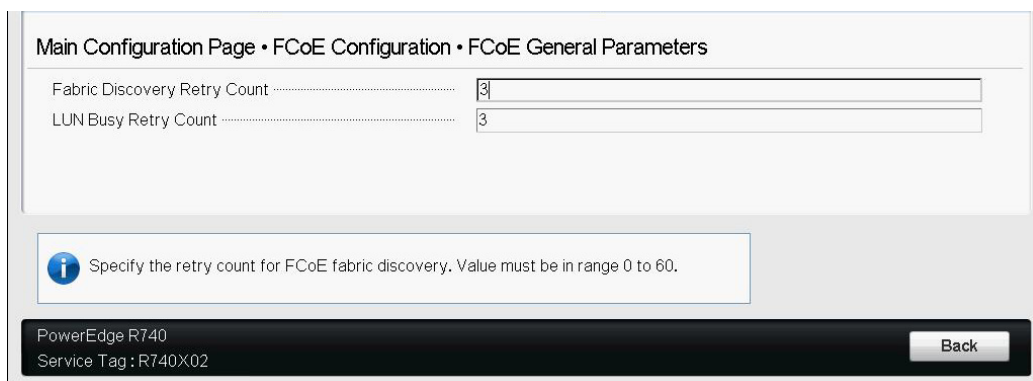 Main Configuration Page • FCoE Configuration • FCoE General Parameters
Fabric Discovery Retry Count 3
LUN Busy Retry Count 3
Specify the retry count for FCoE fabric discovery. Value must be in range 0 to 60.
PowerEdge R740
Back
Service Tag : R740X02